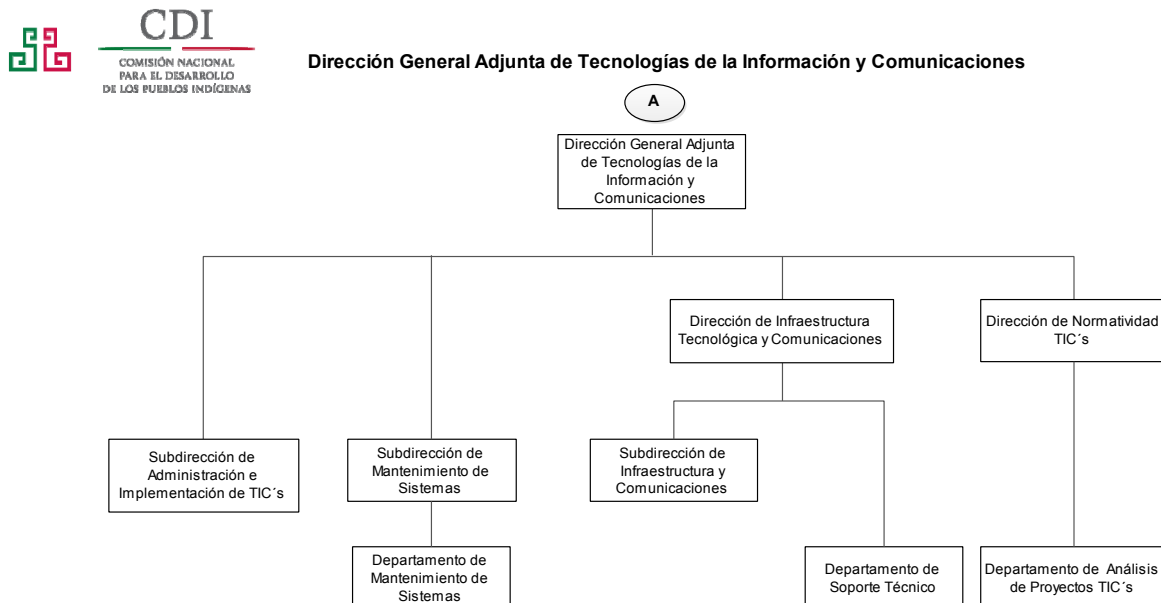 CDI
COMISIÓN NACIONAL
PARA EL DESARROLLO
DE LOS PUEBLOS INDÍGENAS
Dirección General Adjunta de Tecnologías de la Información y Comunicaciones
A
Dirección General Adjunta
de Tecnologías de la
Información y
Comunicaciones
Dirección de Infraestructura
Tecnológica y Comunicaciones
Dirección de Normatividad
TIC´s
Subdirección de
Administración e
Implementación de TIC´s
Subdirección de
Mantenimiento de
Sistemas
Subdirección de
Infraestructura y
Comunicaciones
Departamento de
Mantenimiento de
Sistemas
Departamento de
Soporte Técnico
Departamento de Análisis
de Proyectos TIC´s